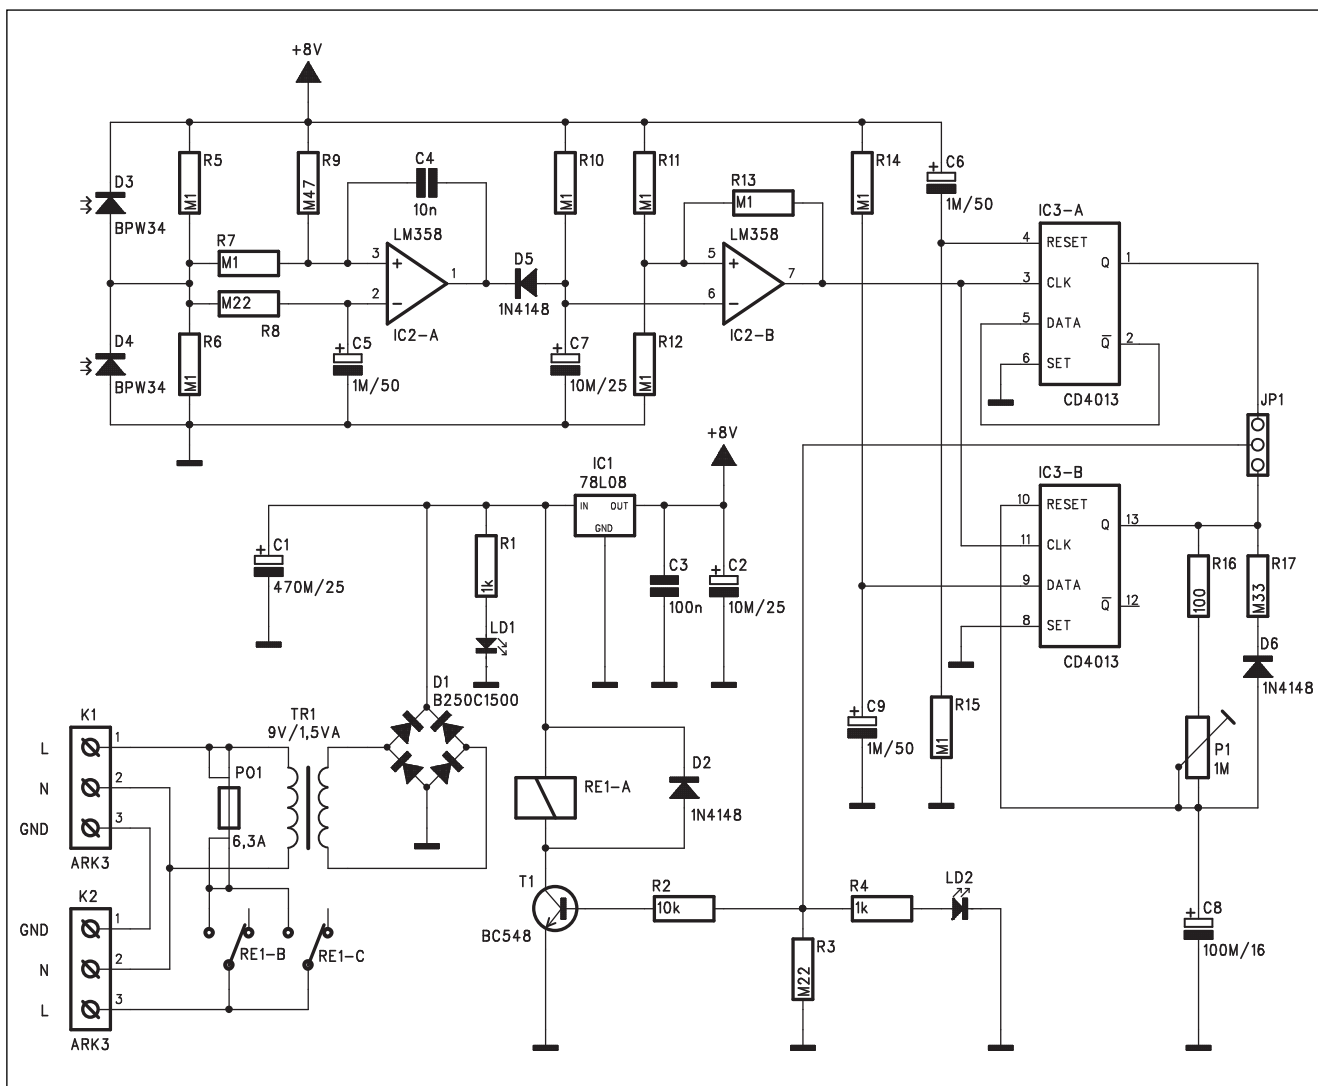 +8V
D3
BPW34
R5
M1
R9
M47
C4
10n
R10
M1
R11
M1
R13
M1
R14
M1
C6
1M/50
IC3-A
4
RESET
3
CLK
5
DATA
6
SET
Q
1
Q
2
CD4013
R7
M1
M22
R8
LM358
3
+
2
−
1
IC2-A
D5
1N4148
LM358
5
+
6
−
7
IC2-B
D4
BPW34
R6
M1
C5
1M/50
C7
10M/25
R12
M1
JP1
+8V
IC1
78L08
IN
OUT
GND
C1
470M/25
R1
1k
LD1
C3
100n
C2
10M/25
IC3-B
10
RESET
11
CLK
9
DATA
8
SET
Q
13
Q
12
CD4013
R16
100
R17
M33
D6
1N4148
D1
B250C1500
C9
1M/50
R15
M1
P1
1M
K1
L
1
N
2
GND
3
ARK3
PO1
6,3A
TR1
9V/1,5VA
RE1-A
D2
1N4148
K2
GND
1
N
2
L
3
ARK3
RE1-B
RE1-C
T1
BC548
R2
10k
R4
1k
LD2
R3
M22
C8
100M/16